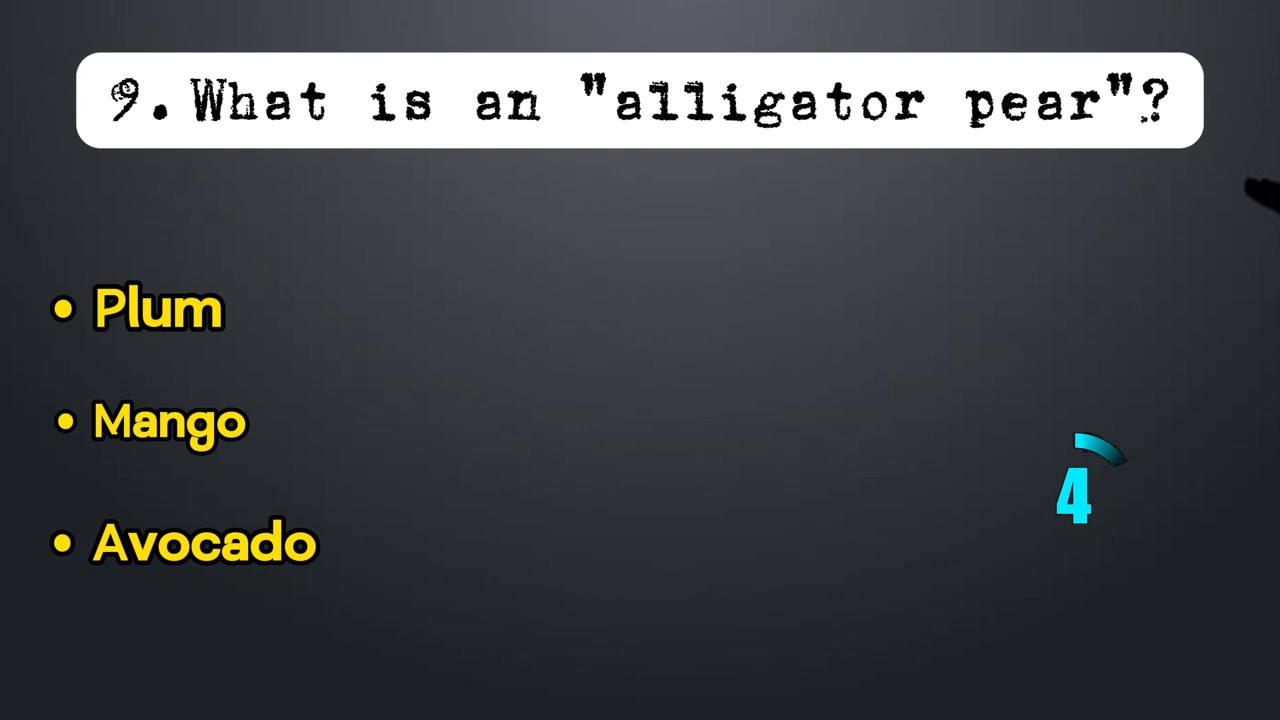 9. What is an "alligator pear"?
• Plum
• Mango
• Avocado
4